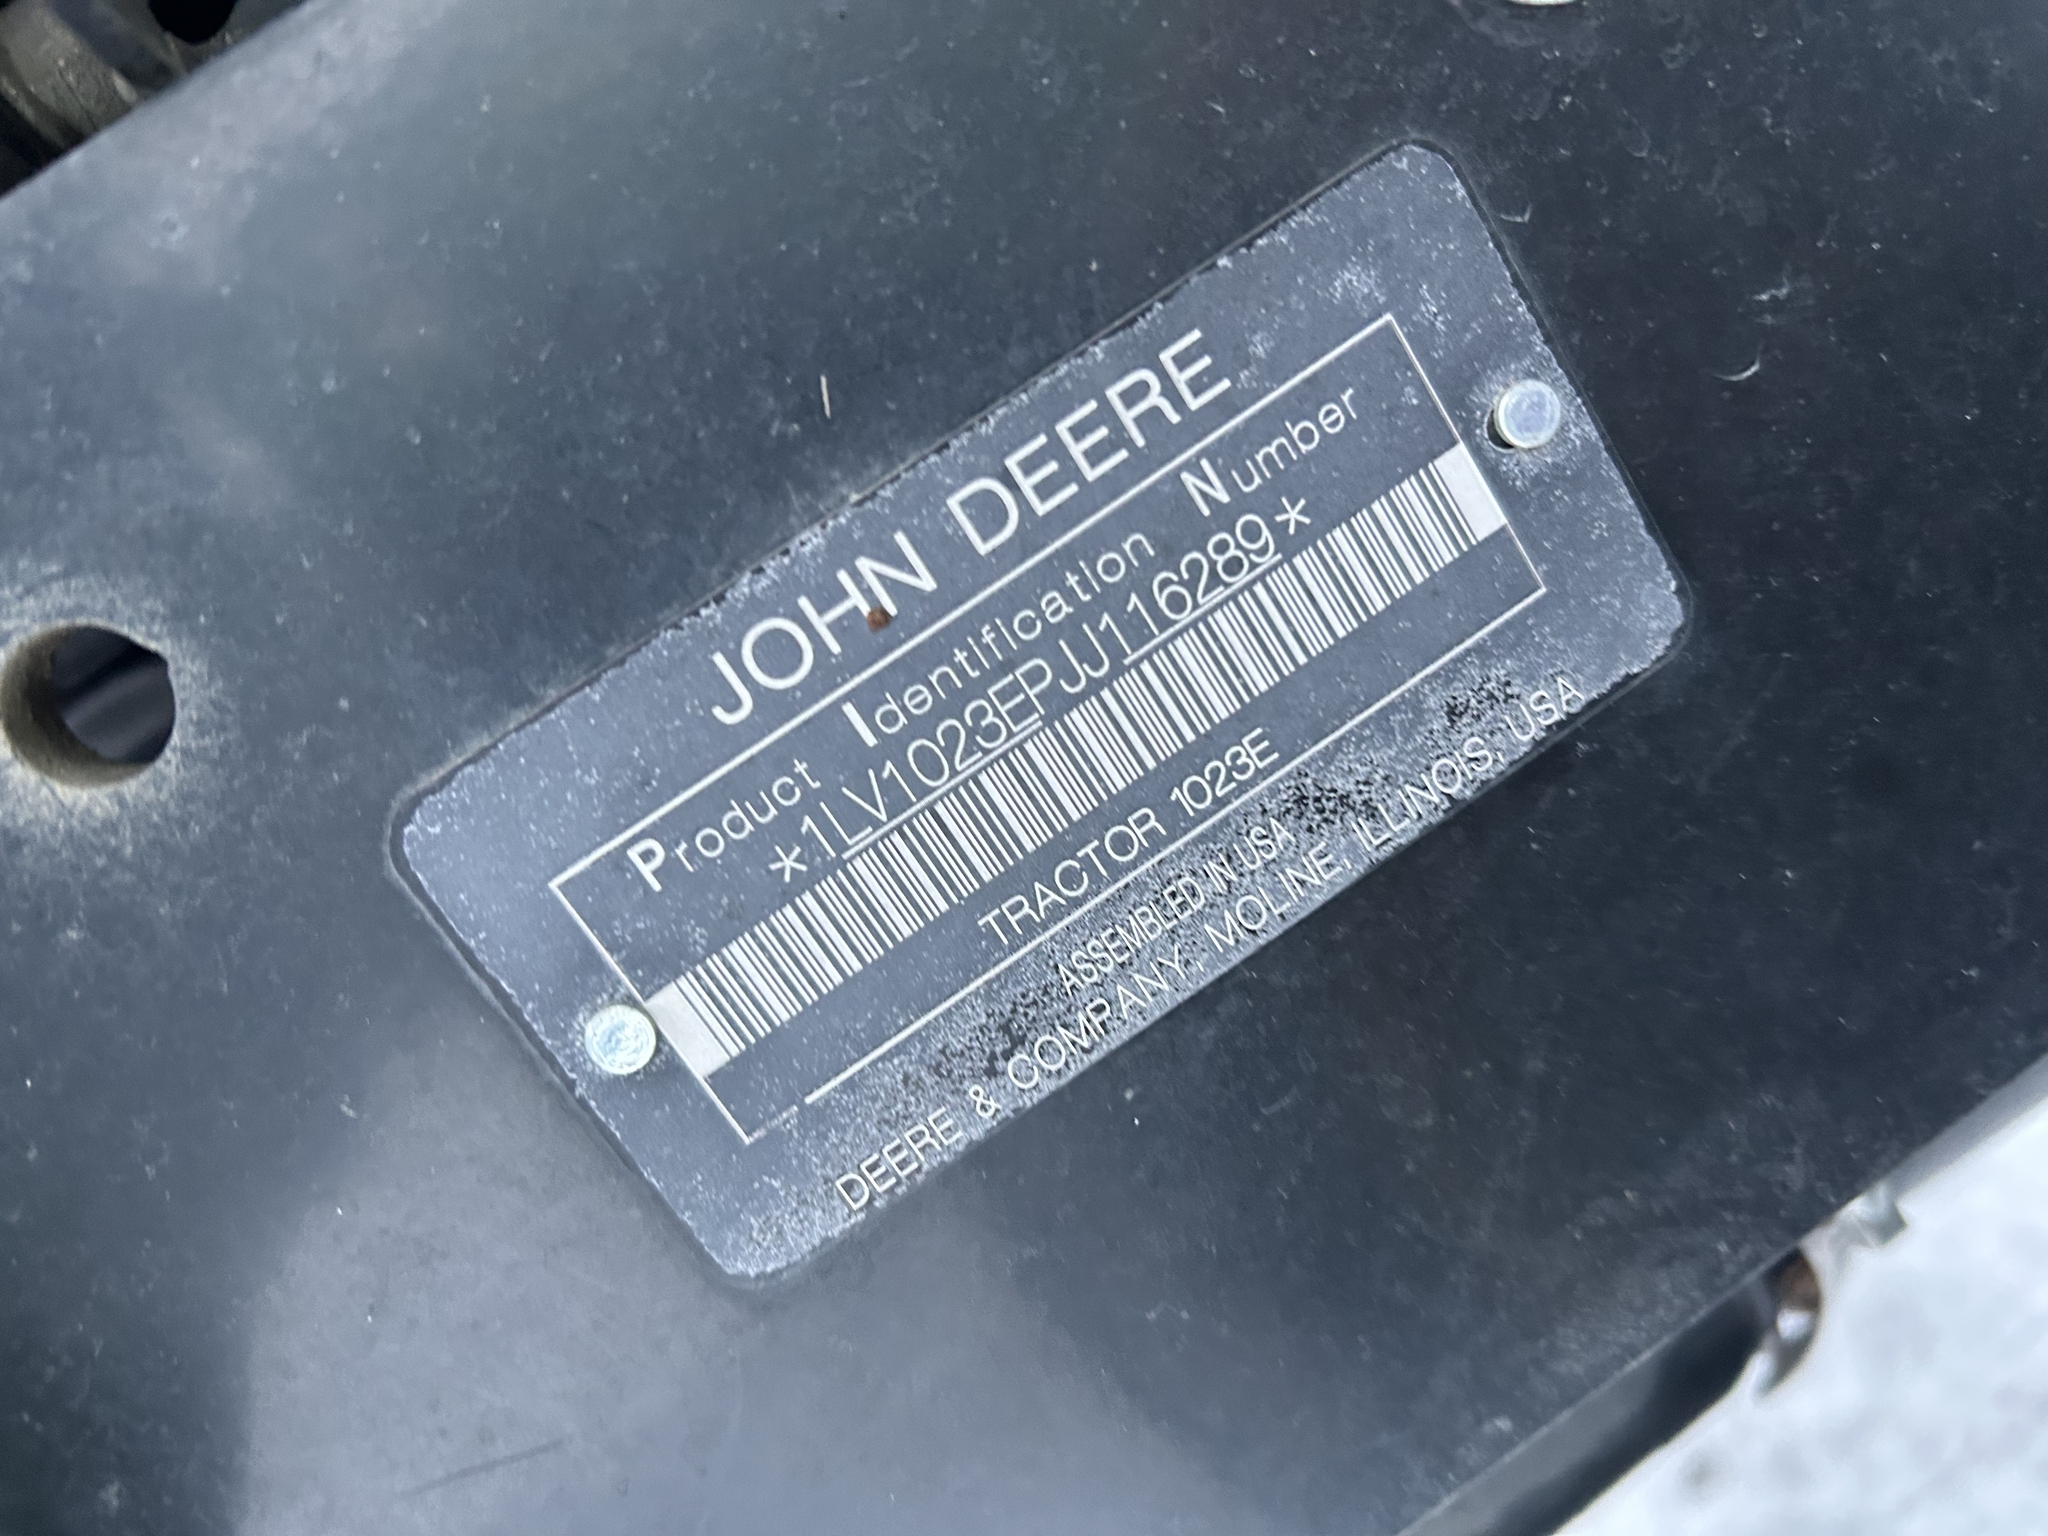 JOHN DEERE
Product Identification Number
*1LV1023EPJJ116289*
TRACTOR 1023E
ASSEMBLED IN USA
DEERE & COMPANY, MOLINE, ILLINOIS, USA